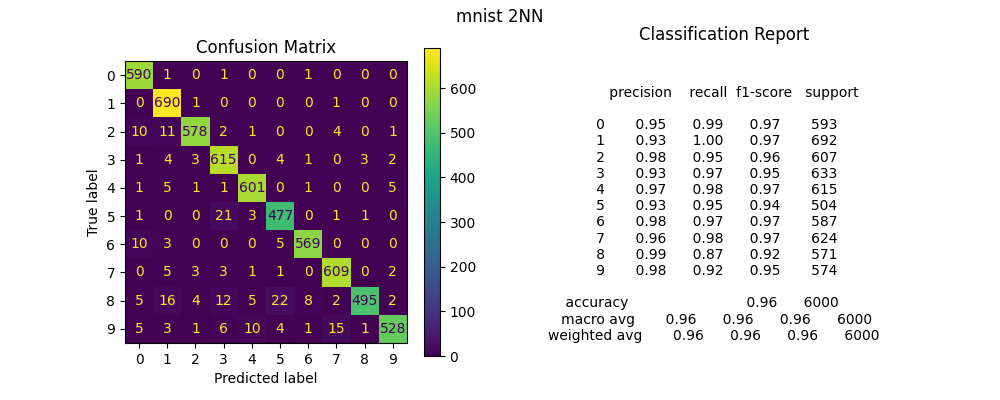 mnist 2NN
Confusion Matrix
0 590 1 0 1 0 0 1 0 0 0
1 0 690 1 0 0 0 0 1 0 0
2 10 11 578 2 1 0 0 4 0 1
3 1 4 3 615 0 4 1 0 3 2
4 1 5 1 1 601 0 1 0 0 5
5 1 0 0 21 3 477 0 1 1 0
6 10 3 0 0 0 5 569 0 0 0
7 0 5 3 3 1 1 0 609 0 2
8 5 16 4 12 5 22 8 2 495 2
9 5 3 1 6 10 4 1 15 1 528
0 1 2 3 4 5 6 7 8 9
True label
Predicted label
600
500
400
300
200
100
0
Classification Report
precision recall f1-score support
0 0.95 0.99 0.97 593
1 0.93 1.00 0.97 692
2 0.98 0.95 0.96 607
3 0.93 0.97 0.95 633
4 0.97 0.98 0.97 615
5 0.93 0.95 0.94 504
6 0.98 0.97 0.97 587
7 0.96 0.98 0.97 624
8 0.99 0.87 0.92 571
9 0.98 0.92 0.95 574
accuracy 0.96 6000
macro avg 0.96 0.96 0.96 6000
weighted avg 0.96 0.96 0.96 6000